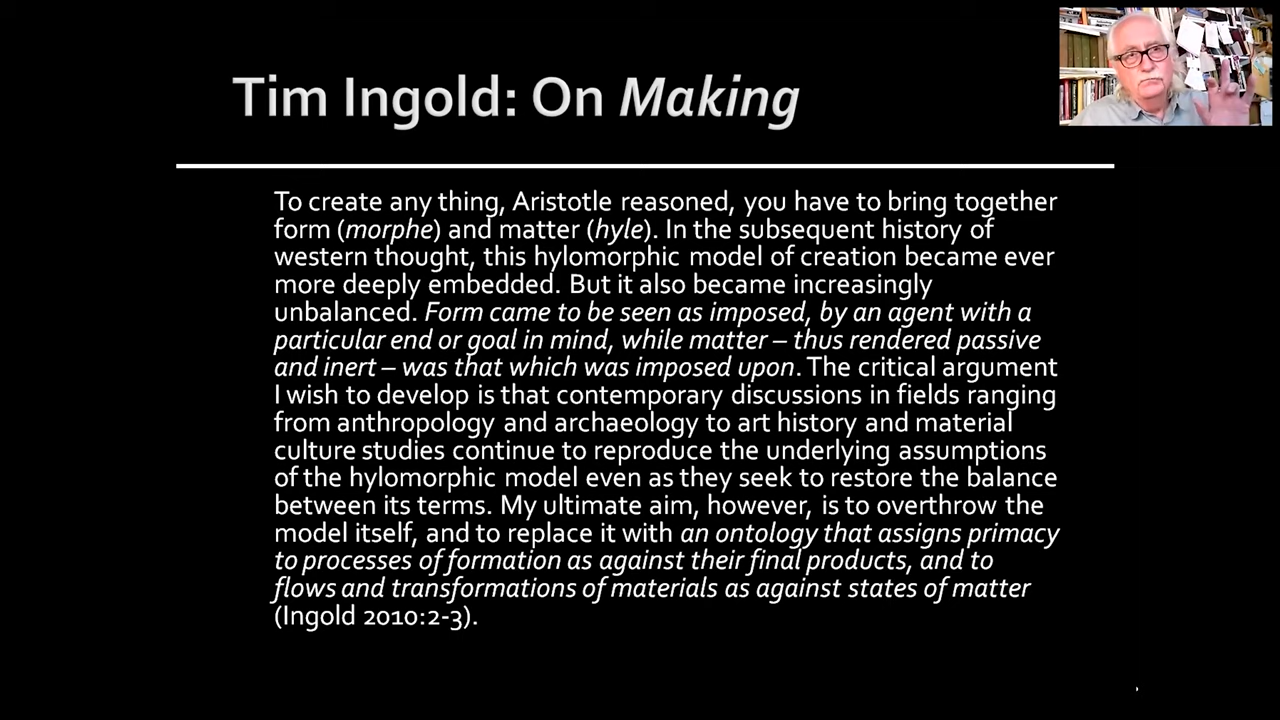 Tim Ingold: On Making
To create any thing, Aristotle reasoned, you have to bring together
form (morphe) and matter (hyle). In the subsequent history of
western thought, this hylomorphic model of creation became ever
more deeply embedded. But it also became increasingly
unbalanced. Form came to be seen as imposed, by an agent with a
particular end or goal in mind, while matter – thus rendered passive
and inert – was that which was imposed upon. The critical argument
I wish to develop is that contemporary discussions in fields ranging
from anthropology and archaeology to art history and material
culture studies continue to reproduce the underlying assumptions
of the hylomorphic model even as they seek to restore the balance
between its terms. My ultimate aim, however, is to overthrow the
model itself, and to replace it with an ontology that assigns primacy
to processes of formation as against their final products, and to
flows and transformations of materials as against states of matter
(Ingold 2010:2-3).